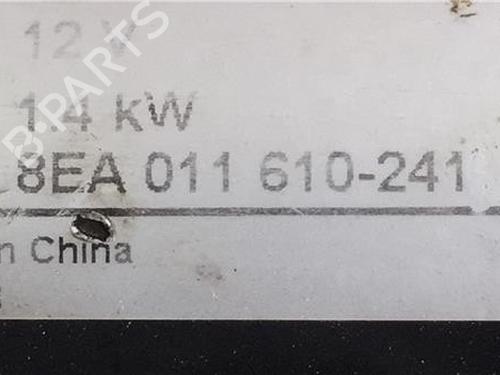 12 V
1.4 kW
8EA 011 610-241
n China
B-PARTS